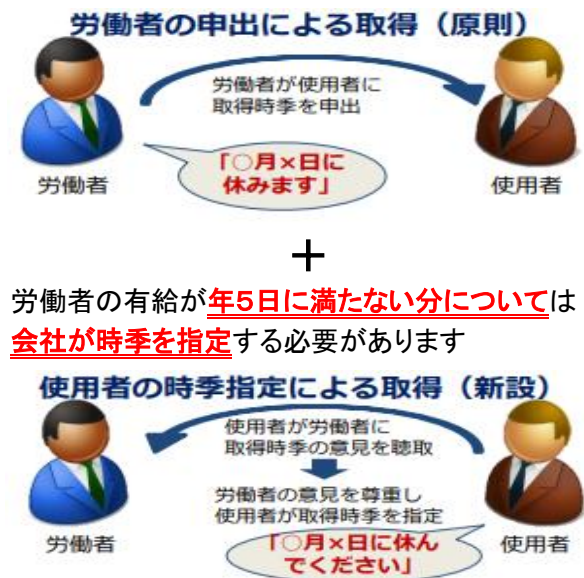 労働者の申出による取得（原則）
労働者が使用者に
取得時季を申出
「○月×日に
休みます」
労働者
使用者
＋
労働者の有給が年５日に満たない分については
会社が時季を指定する必要があります
使用者の時季指定による取得（新設）
使用者が労働者に
取得時季の意見を聴取
労働者の意見を尊重し
使用者が取得時季を指定
「○月×日に休ん
でください」
労働者
使用者